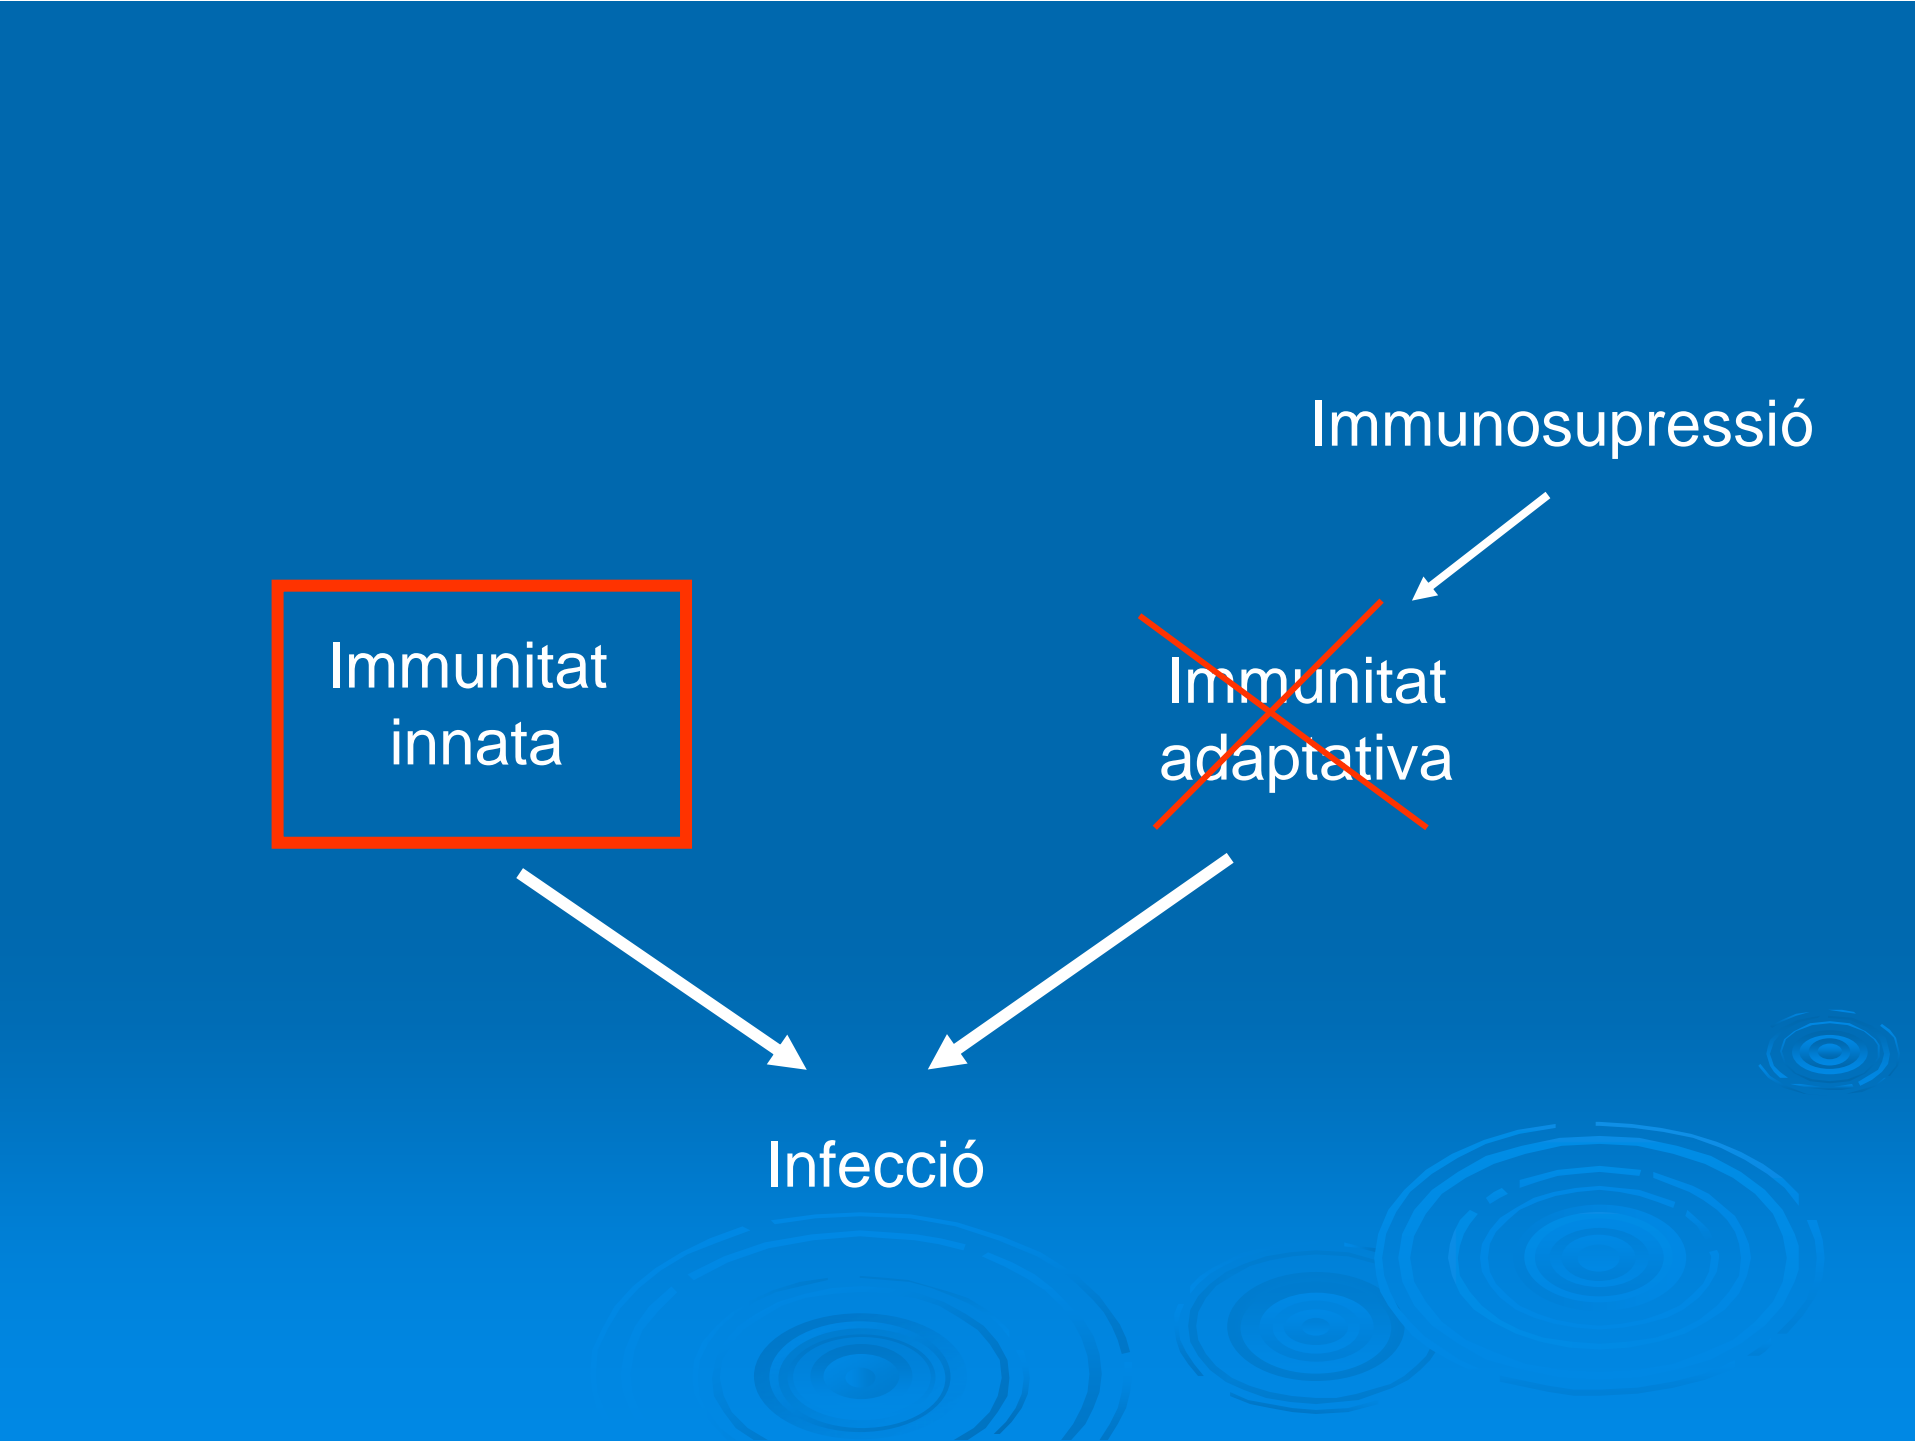 Immunosupressió
Immunitat
innata
Immunitat
adaptativa
Infecció